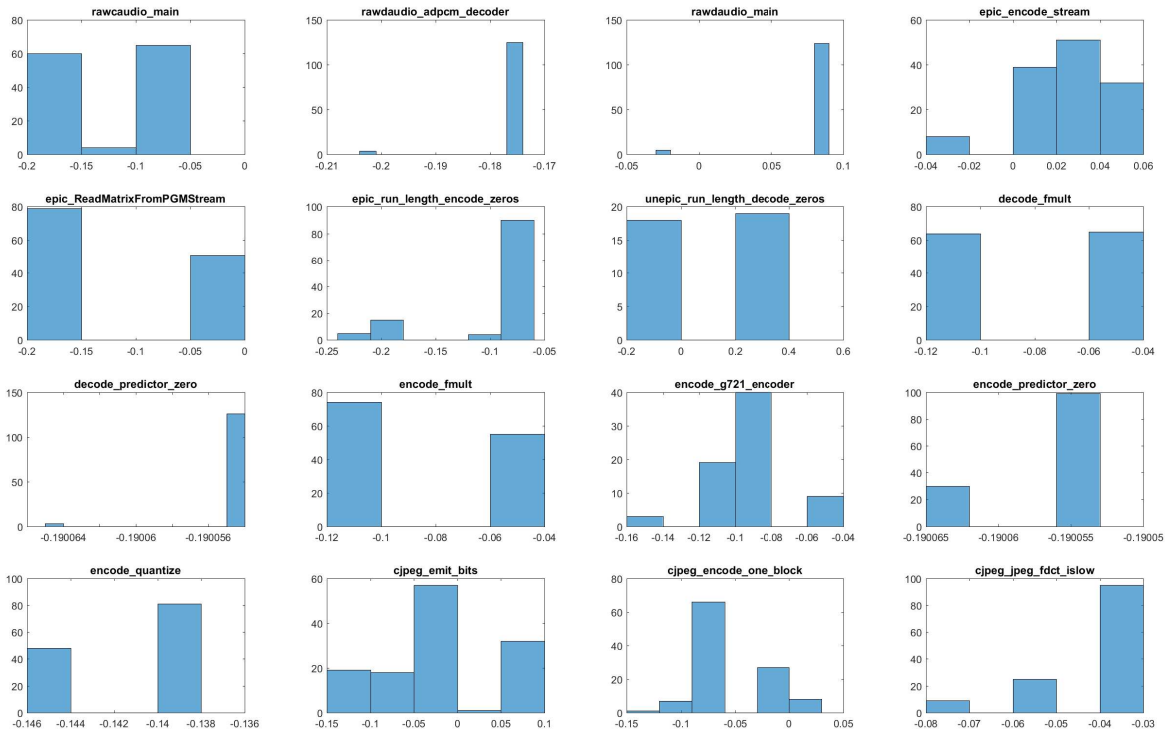 rawcaudio_main
80
60
40
20
0
-0.2 -0.15 -0.1 -0.05 0
rawdaudio_adpcm_decoder
150
100
50
0
-0.21 -0.2 -0.19 -0.18 -0.17
rawdaudio_main
150
100
50
0
-0.05 0 0.05 0.1
epic_encode_stream
60
40
20
0
-0.04 -0.02 0 0.02 0.04 0.06
epic_ReadMatrixFromPGMStream
80
60
40
20
0
-0.2 -0.15 -0.1 -0.05 0
epic_run_length_encode_zeros
100
80
60
40
20
0
-0.25 -0.2 -0.15 -0.1 -0.05
unepic_run_length_decode_zeros
20
15
10
5
0
-0.2 0 0.2 0.4 0.6
decode_fmult
80
60
40
20
0
-0.12 -0.1 -0.08 -0.06 -0.04
decode_predictor_zero
150
100
50
0
-0.190064 -0.19006 -0.190056
encode_fmult
80
60
40
20
0
-0.12 -0.1 -0.08 -0.06 -0.04
encode_g721_encoder
40
30
20
10
0
-0.16 -0.14 -0.12 -0.1 -0.08 -0.06 -0.04
encode_predictor_zero
100
80
60
40
20
0
-0.190065 -0.19006 -0.190055 -0.19005
encode_quantize
100
80
60
40
20
0
-0.146 -0.144 -0.142 -0.14 -0.138 -0.136
cjpeg_emit_bits
60
40
20
0
-0.15 -0.1 -0.05 0 0.05 0.1
cjpeg_encode_one_block
80
60
40
20
0
-0.15 -0.1 -0.05 0 0.05
cjpeg_jpeg_fdct_islow
100
80
60
40
20
0
-0.08 -0.07 -0.06 -0.05 -0.04 -0.03